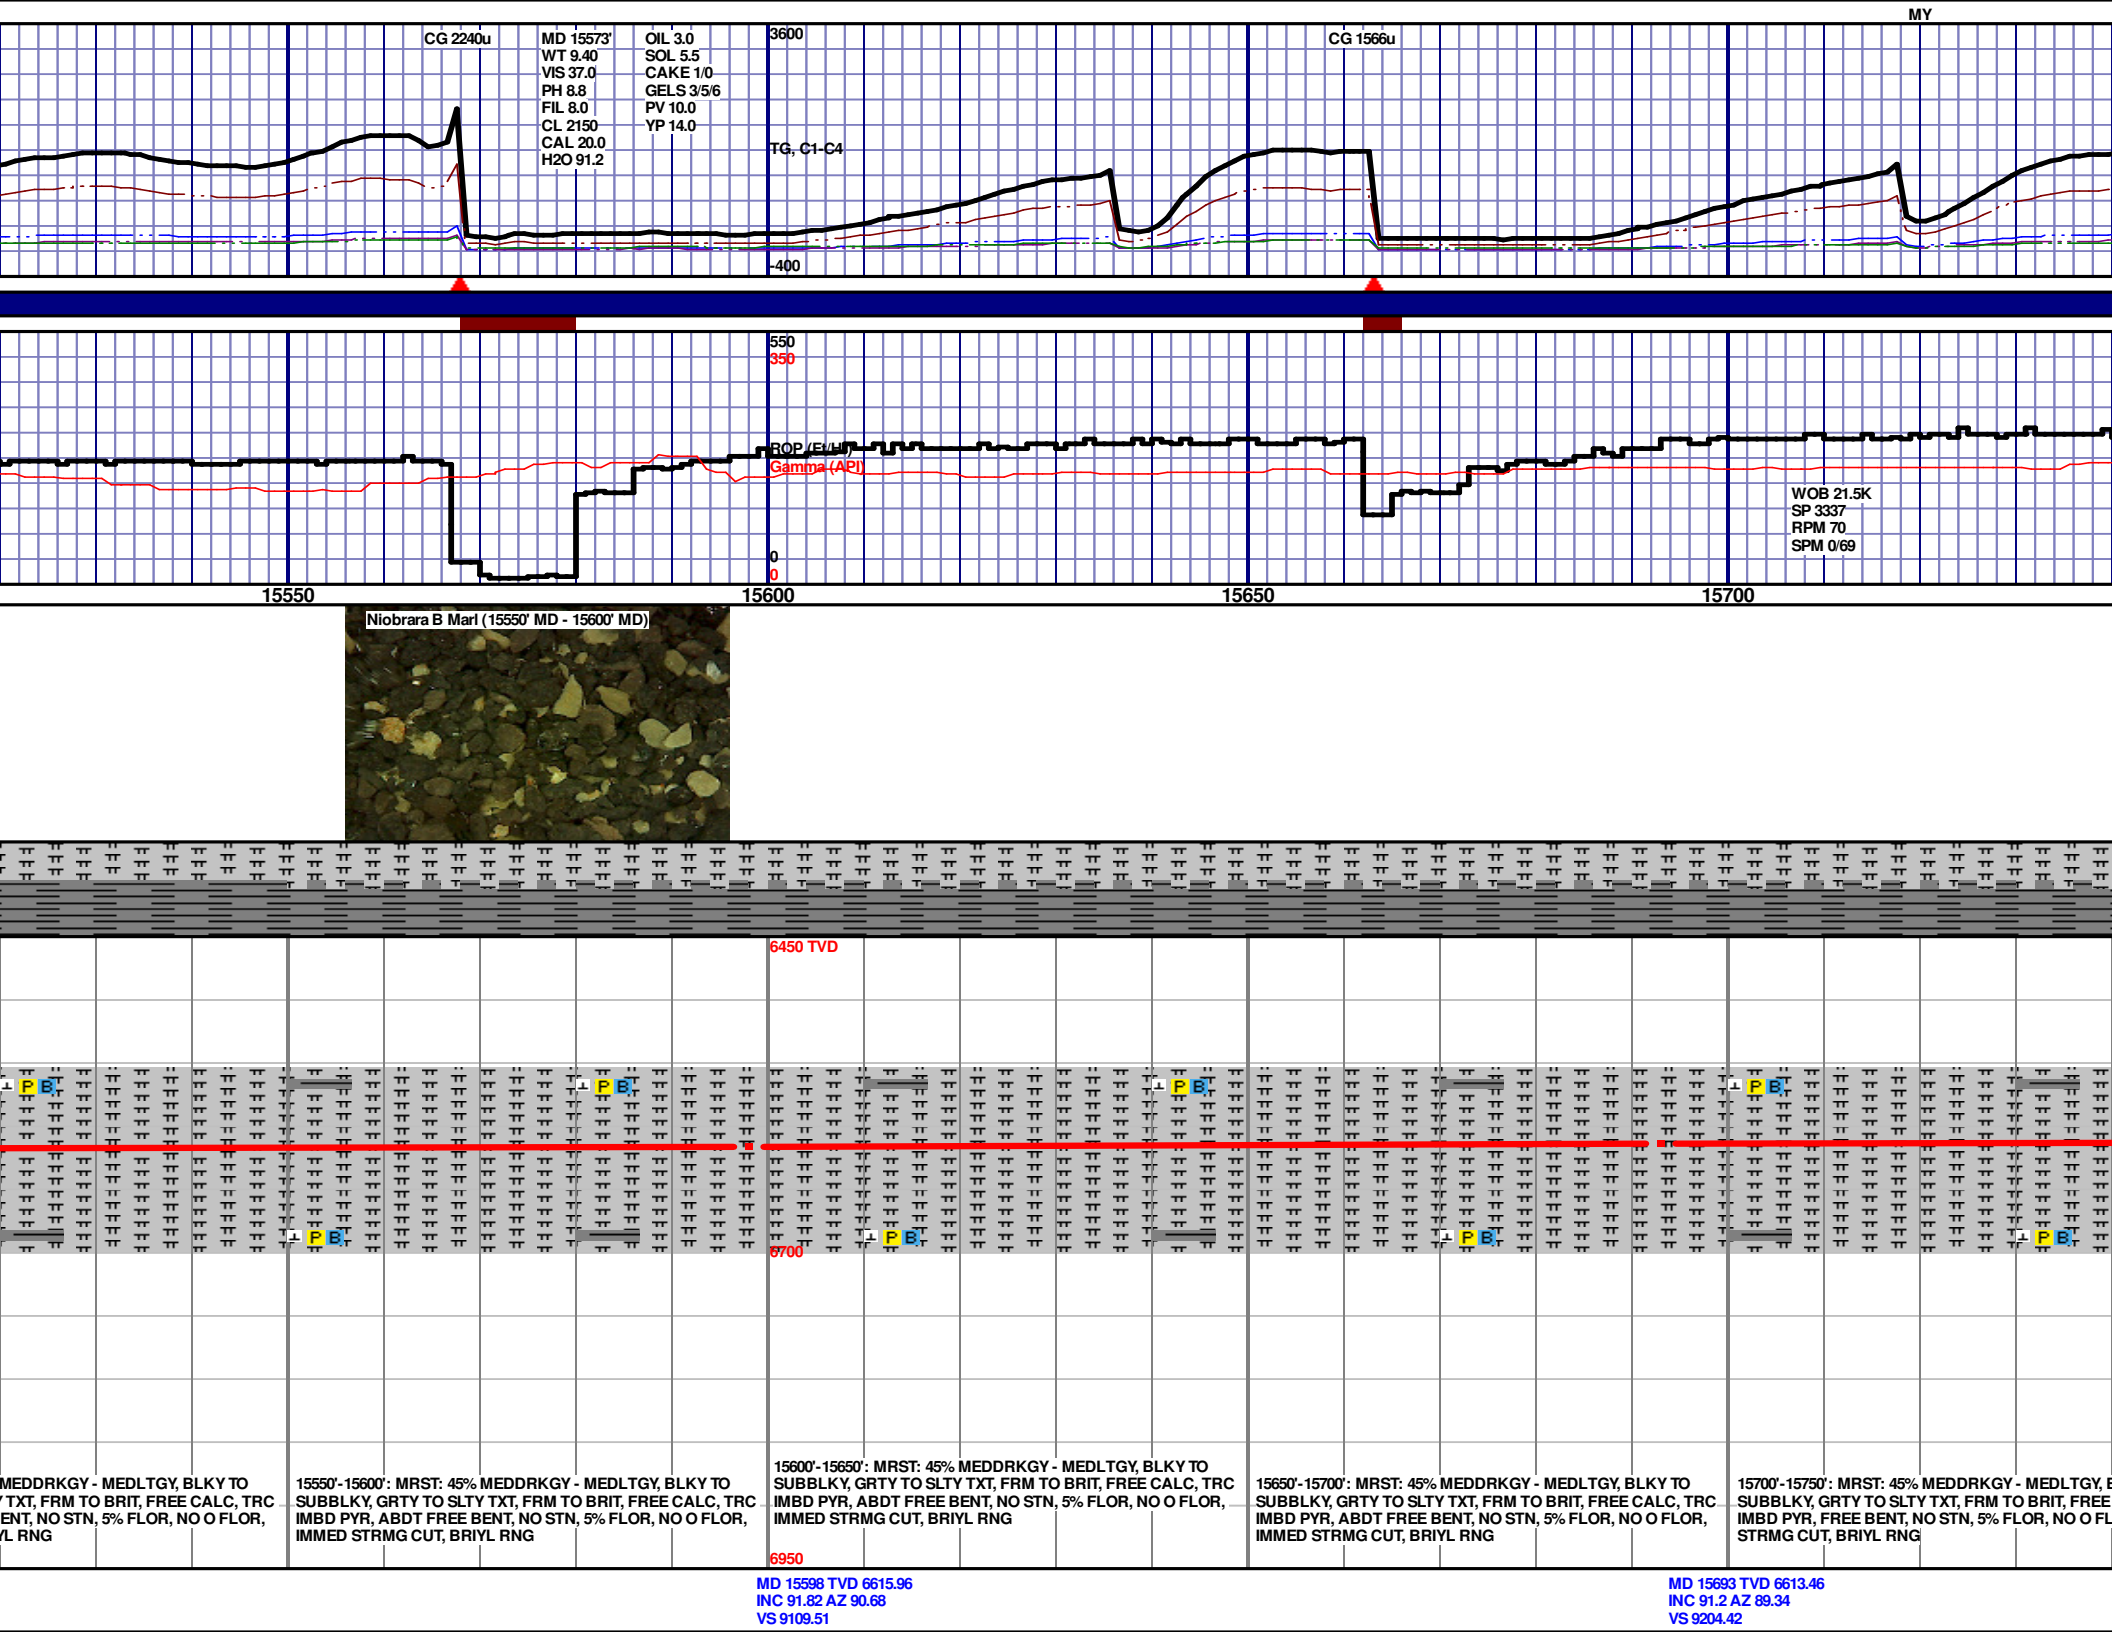 MY
CG 2240u
MD 15573'
WT 9.40
VIS 37.0
PH 8.8
FIL 8.0
CL 2150
CAL 20.0
H2O 91.2
OIL 3.0
SOL 5.5
CAKE 1/0
GELS 3/5/6
PV 10.0
YP 14.0
3600
TG, C1-C4
-400
CG 1566u
550
350
ROP (Ft/Hr)
Gamma (API)
0
0
WOB 21.5K
SP 3337
RPM 70
SPM 0/69
15550
15600
15650
15700
Niobrara B Marl (15550' MD - 15600' MD)
6450 TVD
P B
P B
P B
P B
P B
P B
P B
P B
6700
MEDDRKGY - MEDLTGY, BLKY TO
TXT, FRM TO BRIT, FREE CALC, TRC
ENT, NO STN, 5% FLOR, NO O FLOR,
YL RNG
15550'-15600': MRST: 45% MEDDRKGY - MEDLTGY, BLKY TO
SUBBLKY, GRTY TO SLTY TXT, FRM TO BRIT, FREE CALC, TRC
IMBD PYR, ABDT FREE BENT, NO STN, 5% FLOR, NO O FLOR,
IMMED STRMG CUT, BRIYL RNG
15600'-15650': MRST: 45% MEDDRKGY - MEDLTGY, BLKY TO
SUBBLKY, GRTY TO SLTY TXT, FRM TO BRIT, FREE CALC, TRC
IMBD PYR, ABDT FREE BENT, NO STN, 5% FLOR, NO O FLOR,
IMMED STRMG CUT, BRIYL RNG
15650'-15700': MRST: 45% MEDDRKGY - MEDLTGY, BLKY TO
SUBBLKY, GRTY TO SLTY TXT, FRM TO BRIT, FREE CALC, TRC
IMBD PYR, ABDT FREE BENT, NO STN, 5% FLOR, NO O FLOR,
IMMED STRMG CUT, BRIYL RNG
15700'-15750': MRST: 45% MEDDRKGY - MEDLTGY, B
SUBBLKY, GRTY TO SLTY TXT, FRM TO BRIT, FREE
IMBD PYR, FREE BENT, NO STN, 5% FLOR, NO O FL
STRMG CUT, BRIYL RNG
6950
MD 15598 TVD 6615.96
INC 91.82 AZ 90.68
VS 9109.51
MD 15693 TVD 6613.46
INC 91.2 AZ 89.34
VS 9204.42